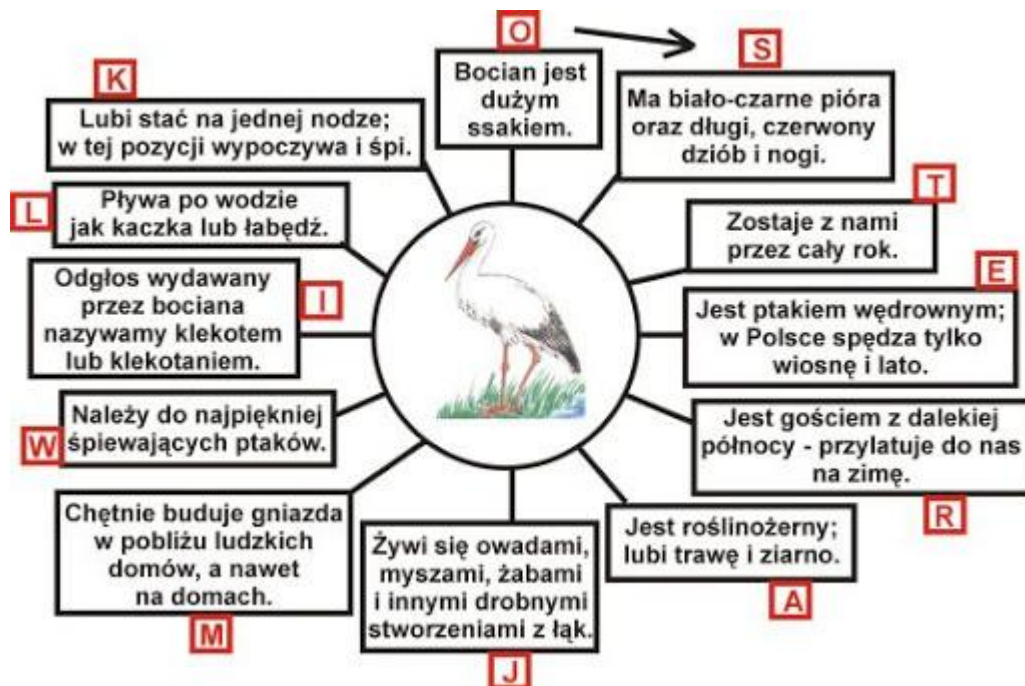 O
Bocian jest
dużym
ssakiem.
S
Ma biało-czarne pióra
oraz długi, czerwony
dziób i nogi.
T
Zostaje z nami
przez cały rok.
E
Jest ptakiem wędrownym;
w Polsce spędza tylko
wiosnę i lato.
Jest gościem z dalekiej
północy - przylatuje do nas
na zimę.
R
Jest roślinożerny;
lubi trawę i ziarno.
A
Żywi się owadami,
myszami, żabami
i innymi drobnymi
stworzeniami z łąk.
J
Chętnie buduje gniazda
w pobliżu ludzkich
domów, a nawet
na domach.
M
Należy do najpiękniej
śpiewających ptaków.
W
Odgłos wydawany
przez bociana
nazywamy klekotem
lub klekotaniem.
I
Pływa po wodzie
jak kaczka lub łabędź.
L
K
Lubi stać na jednej nodze;
w tej pozycji wypoczywa i śpi.